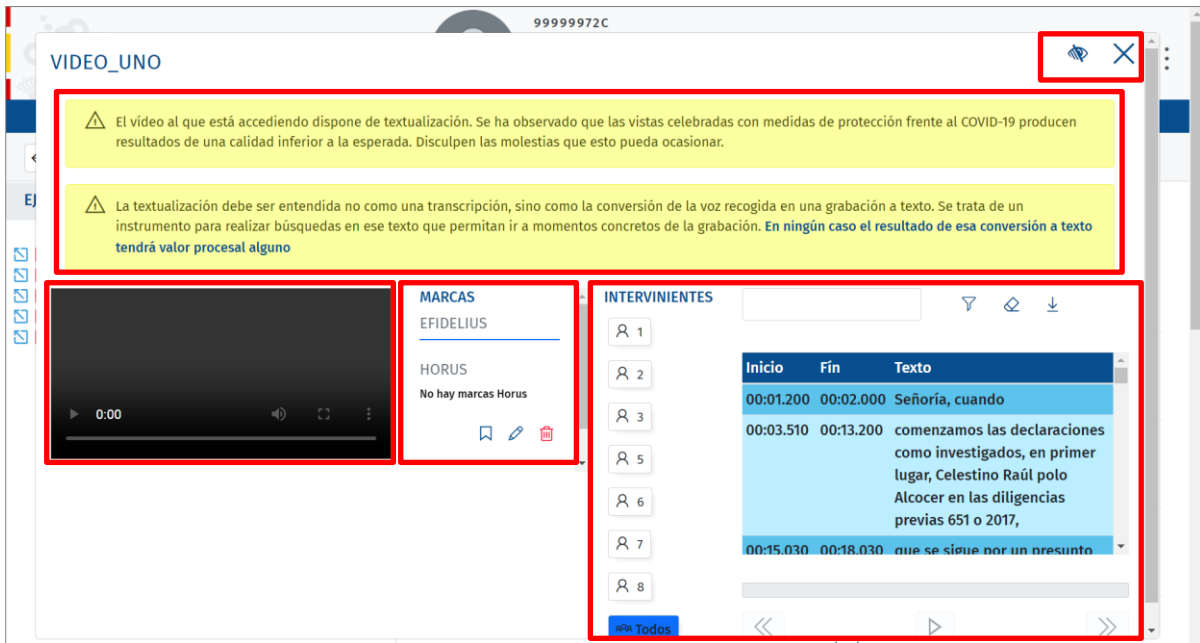 99999972C
VIDEO_UNO
El vídeo al que está accediendo dispone de textualización. Se ha observado que las vistas celebradas con medidas de protección frente al COVID-19 producen
resultados de una calidad inferior a la esperada. Disculpen las molestias que esto pueda ocasionar.
La textualización debe ser entendida no como una transcripción, sino como la conversión de la voz recogida en una grabación a texto. Se trata de un
instrumento para realizar búsquedas en ese texto que permitan ir a momentos concretos de la grabación. En ningún caso el resultado de esa conversión a texto
tendrá valor procesal alguno
EJ
0:00
MARCAS
EFIDELIUS
HORUS
No hay marcas Horus
INTERVINIENTES
1
2
3
5
6
7
8
Todos
Inicio Fín Texto
00:01.200 00:02.000 Señoría, cuando
00:03.510 00:13.200 comenzamos las declaraciones
como investigados, en primer
lugar, Celestino Raúl polo
Alcocer en las diligencias
previas 651 o 2017,
00:15.030 00:18.030 que se sigue por un presunto